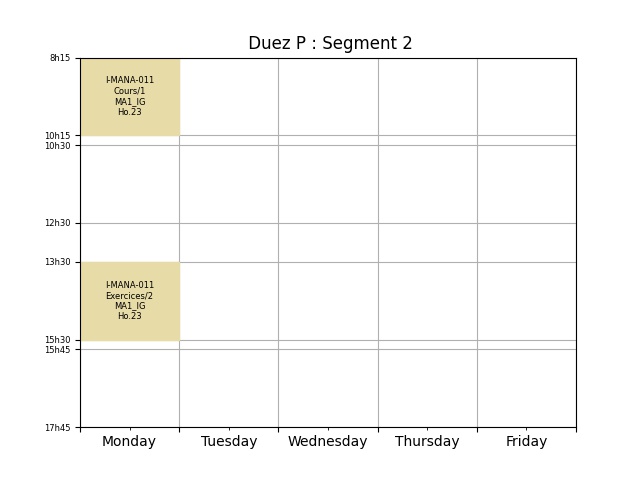 Duez P : Segment 2
8h15
I-MANA-011
Cours/1
MA1_IG
Ho.23
10h15
10h30
12h30
13h30
I-MANA-011
Exercices/2
MA1_IG
Ho.23
15h30
15h45
17h45
Monday Tuesday Wednesday Thursday Friday